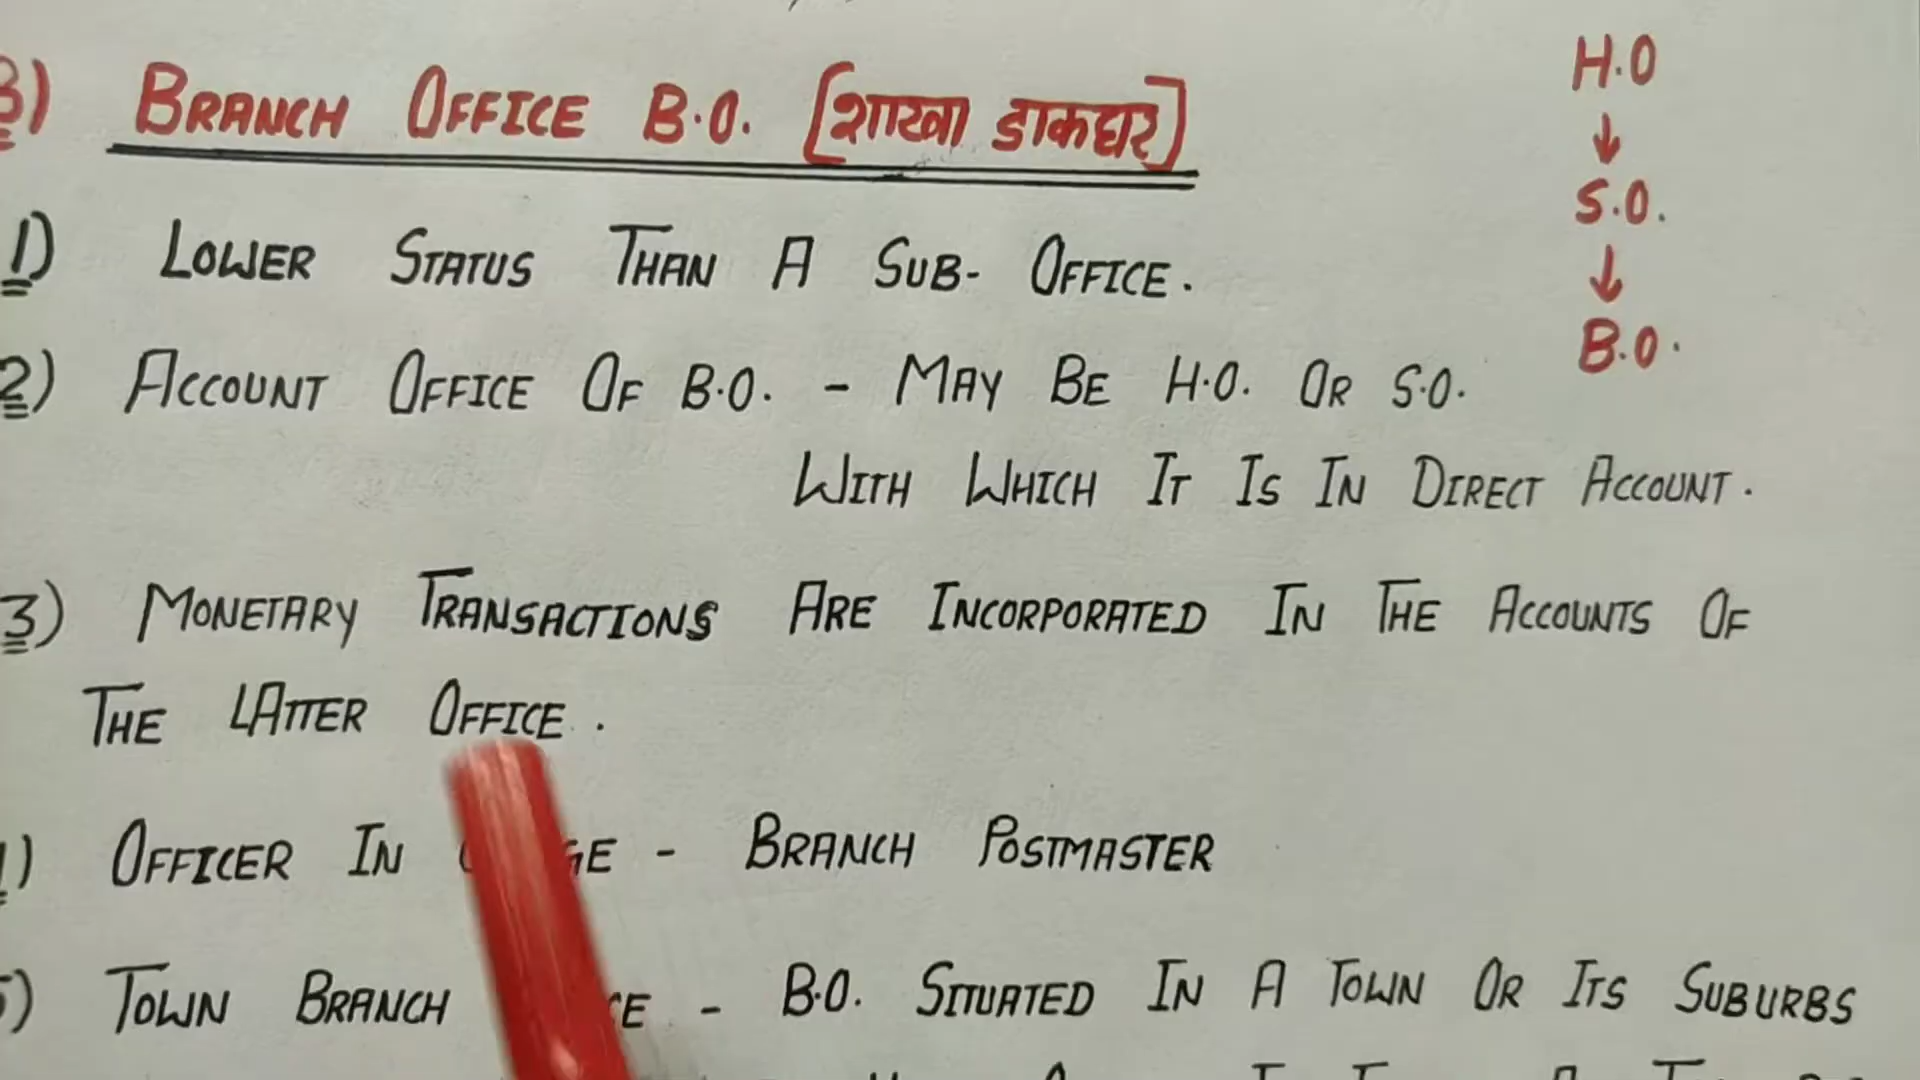 3) BRANCH OFFICE B.O. [शाखा डाकघर]
H.O
↓
S.O.
↓
B.O.
1) LOWER STATUS THAN A SUB- OFFICE.
2) ACCOUNT OFFICE OF B.O. - MAY BE H.O. OR S.O.
WITH WHICH IT IS IN DIRECT ACCOUNT.
3) MONETARY TRANSACTIONS ARE INCORPORATED IN THE ACCOUNTS OF
THE LATTER OFFICE.
OFFICER IN - BRANCH POSTMASTER
5) TOWN BRANCH - B.O. SITUATED IN A TOWN OR ITS SUBURBS